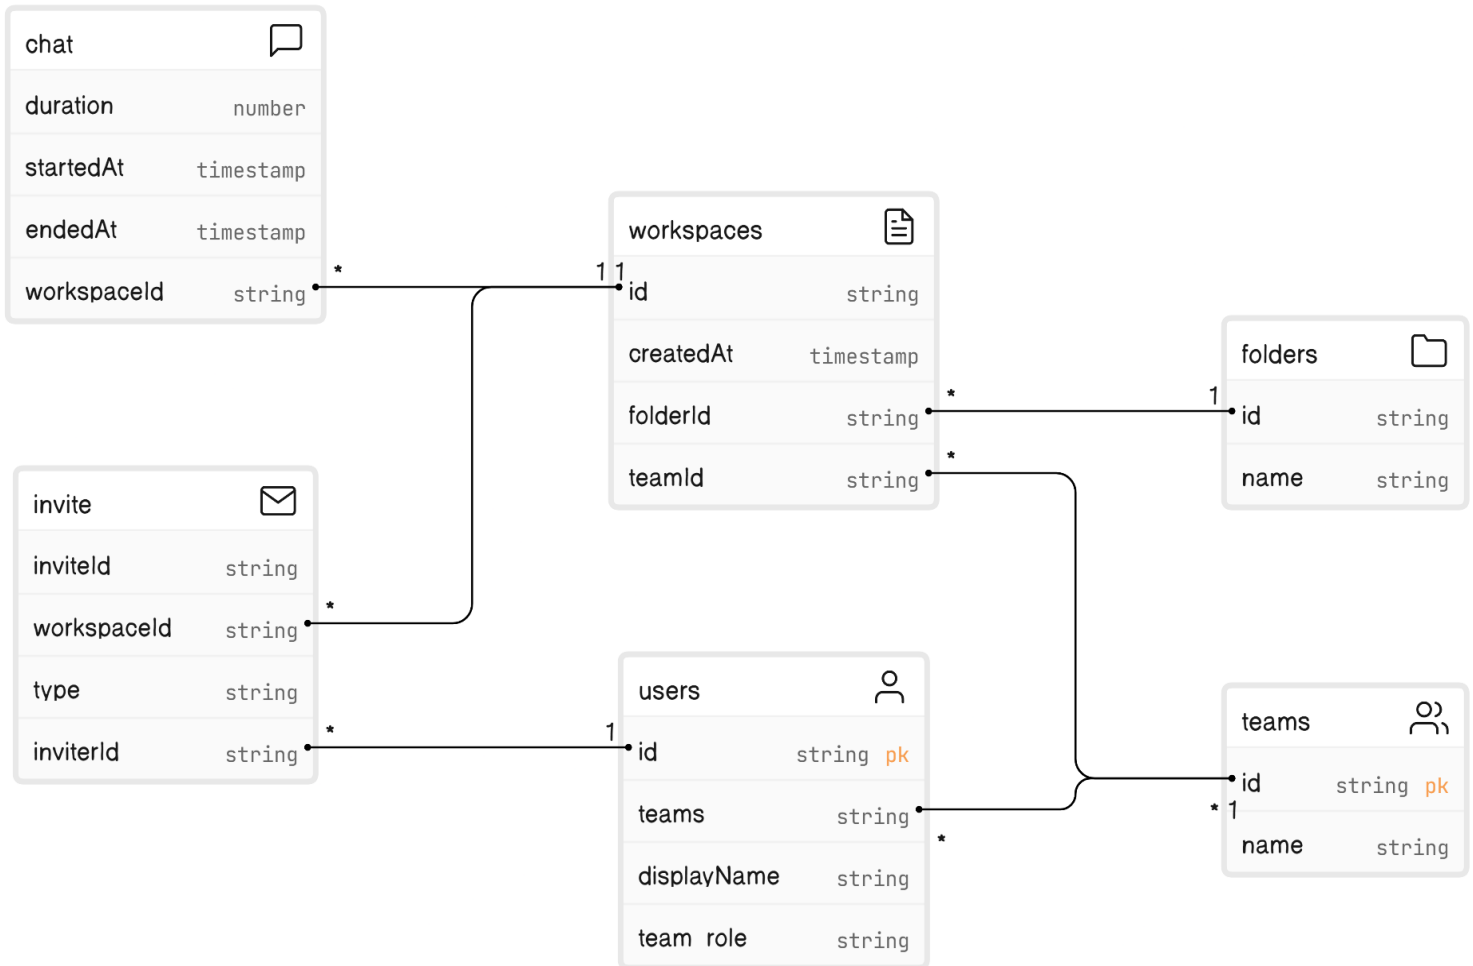 chat
duration number
startedAt timestamp
endedAt timestamp
workspaceId string
* 1 1
workspaces
id string
createdAt timestamp
folderId string
teamId string
* 1
*
folders
id string
name string
invite
inviteId string
workspaceId string
type string
inviterId string
*
* 1
users
id string pk
teams string
displayName string
team role string
*
teams
id string pk
name string
* 1